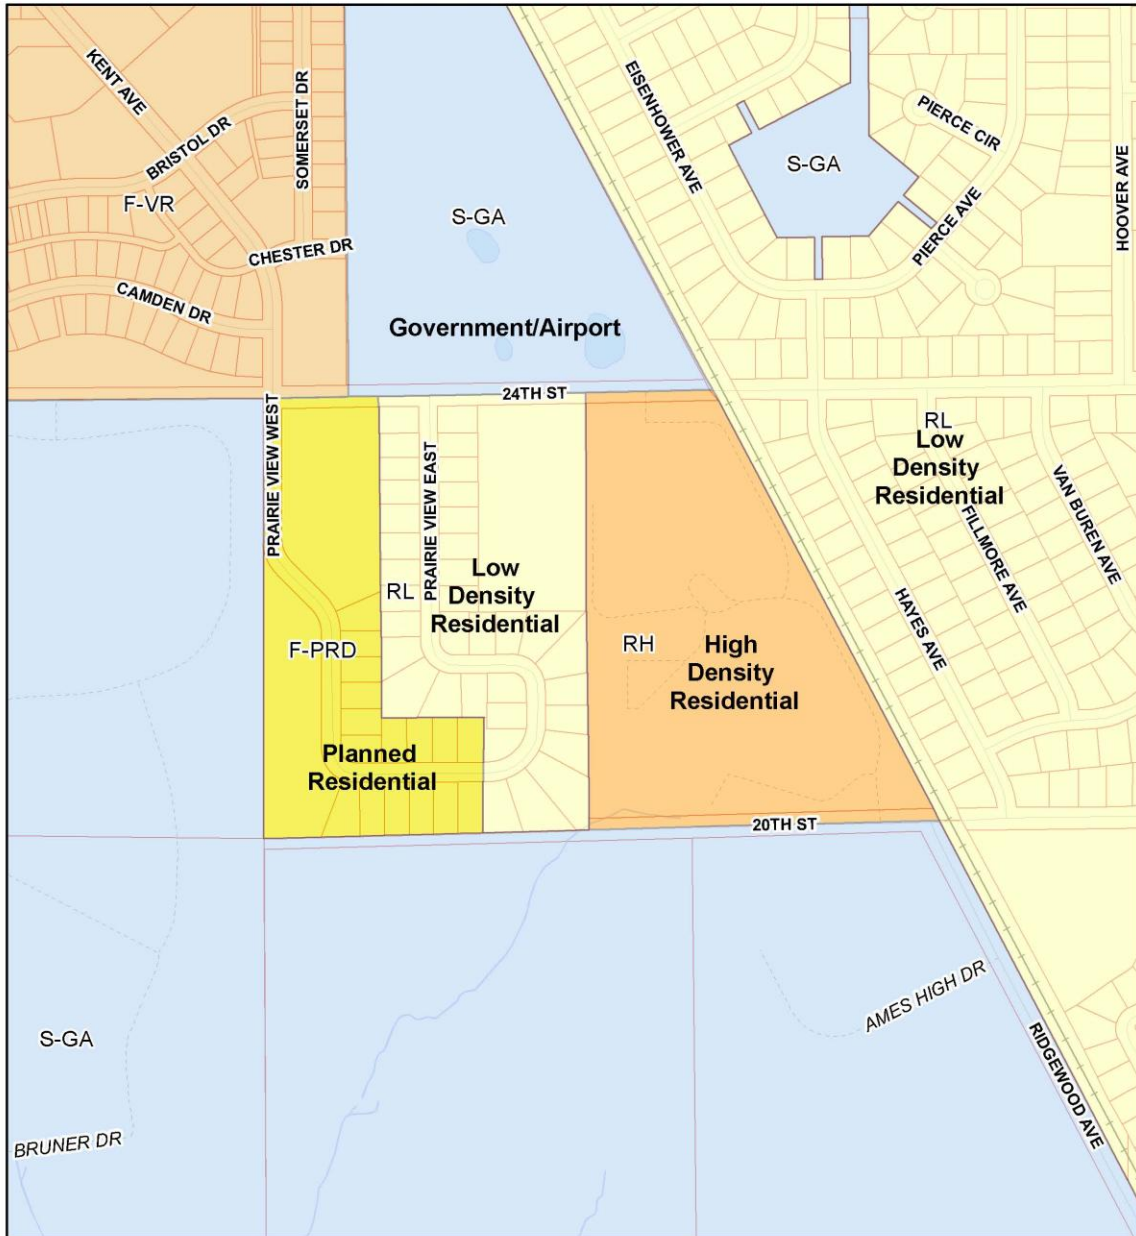 KENT AVE
SOMERSET DR
BRISTOL DR
F-VR
CHESTER DR
CAMDEN DR
S-GA
Government/Airport
EISENHOWER AVE
S-GA
PIERCE CIR
PIERCE AVE
HOOVER AVE
24TH ST
PRAIRIE VIEW WEST
PRAIRIE VIEW EAST
RL
Low
Density
Residential
F-PRD
Planned
Residential
RH
High
Density
Residential
RL
Low
Density
Residential
VAN BUREN AVE
FILLMORE AVE
HAYES AVE
20TH ST
AMES HIGH DR
RIDGEWOOD AVE
S-GA
BRUNER DR